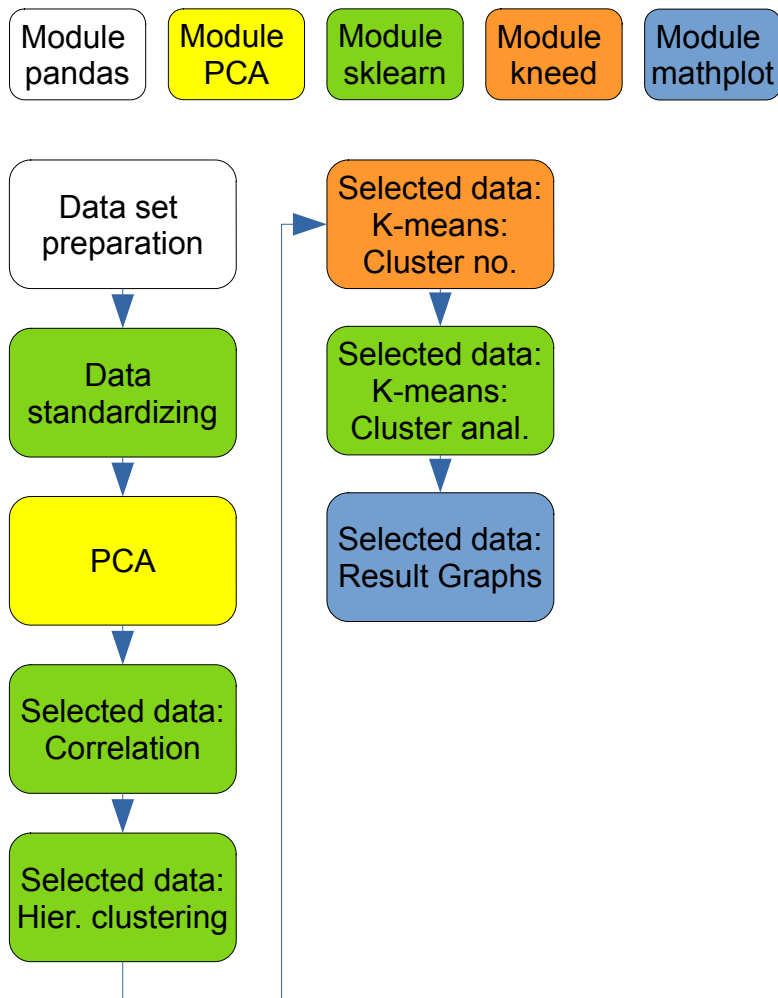 Module
pandas
Module
PCA
Module
sklearn
Module
kneed
Module
mathplot
Data set
preparation
Data
standardizing
PCA
Selected data:
Correlation
Selected data:
Hier. clustering
Selected data:
K-means:
Cluster no.
Selected data:
K-means:
Cluster anal.
Selected data:
Result Graphs